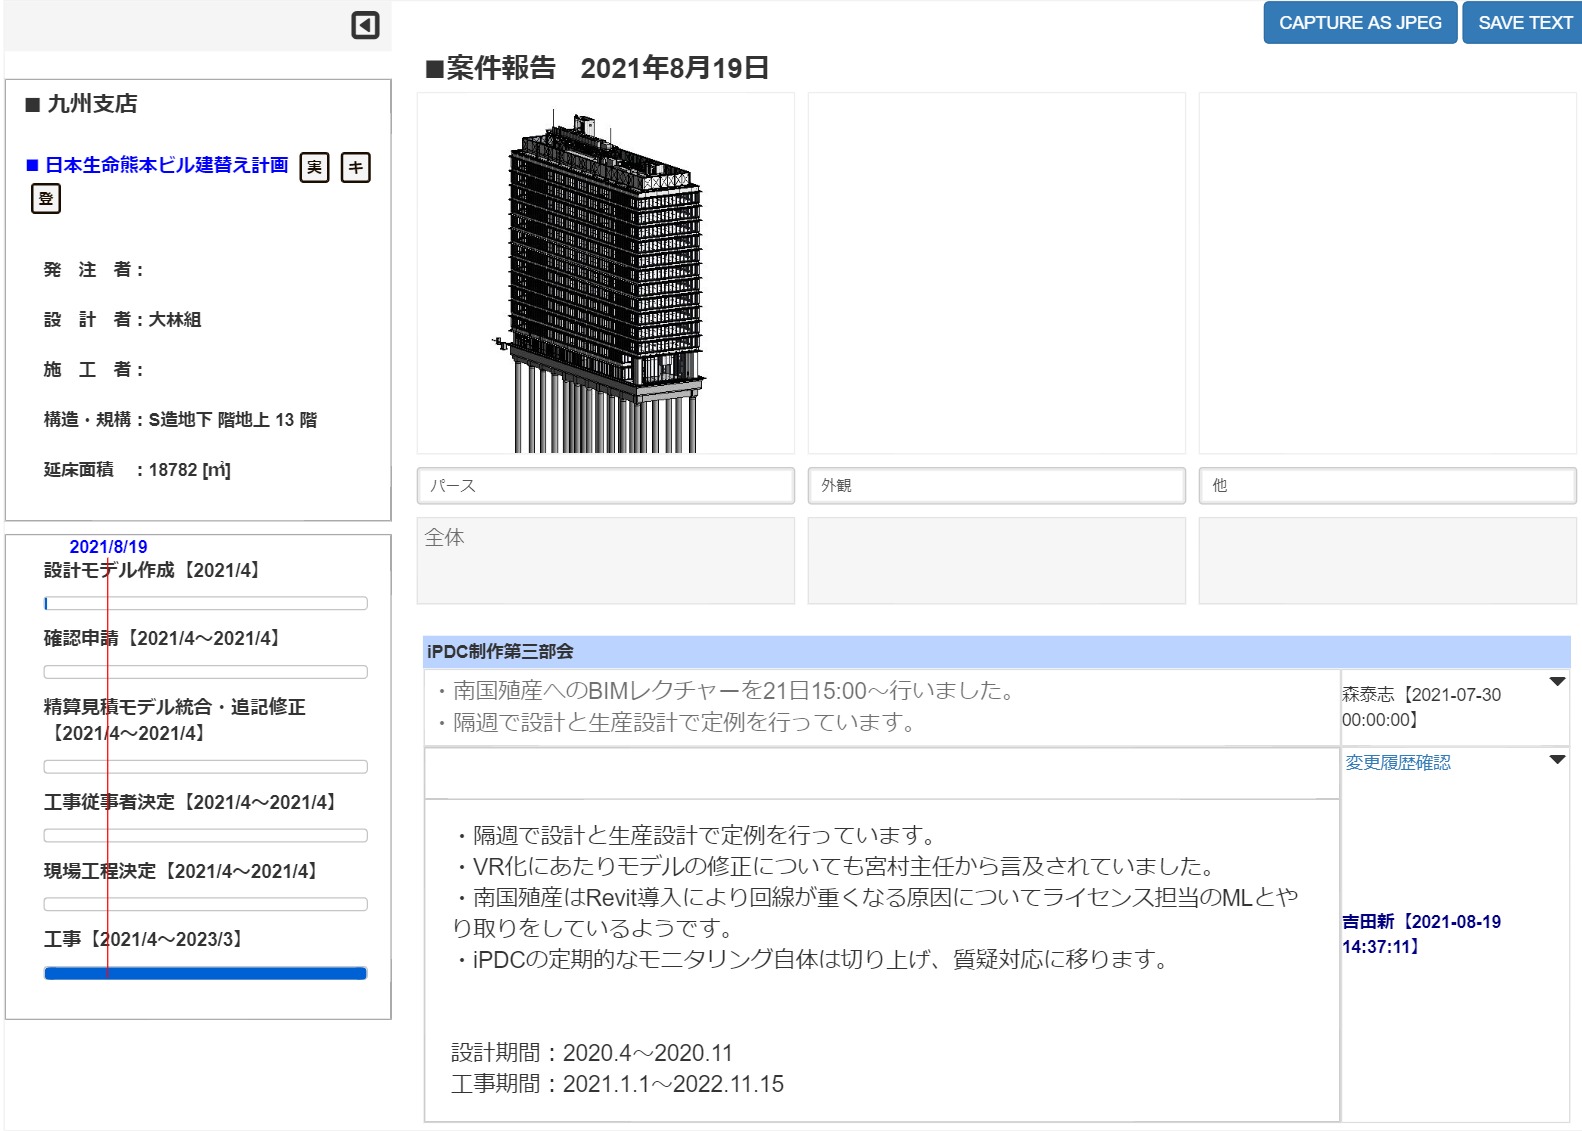 CAPTURE AS JPEG
SAVE TEXT
■案件報告 2021年8月19日
■ 九州支店
■ 日本生命熊本ビル建替え計画 実 キ
登
発 注 者：
設 計 者：大林組
施 工 者：
構造・規構：S造地下 階地上 13 階
延床面積 ：18782 [㎡]
2021/8/19
設計モデル作成【2021/4】
確認申請【2021/4～2021/4】
精算見積モデル統合・追記修正
【2021/4～2021/4】
工事従事者決定【2021/4～2021/4】
現場工程決定【2021/4～2021/4】
工事【2021/4～2023/3】
パース
外観
他
全体
iPDC制作第三部会
・南国殖産へのBIMレクチャーを21日15:00～行いました。
・隔週で設計と生産設計で定例を行っています。
森泰志【2021-07-30
00:00:00】
変更履歴確認
・隔週で設計と生産設計で定例を行っています。
・VR化にあたりモデルの修正についても宮村主任から言及されていました。
・南国殖産はRevit導入により回線が重くなる原因についてライセンス担当のMLとや
り取りをしているようです。
・iPDCの定期的なモニタリング自体は切り上げ、質疑対応に移ります。
設計期間：2020.4～2020.11
工事期間：2021.1.1～2022.11.15
吉田新【2021-08-19
14:37:11】